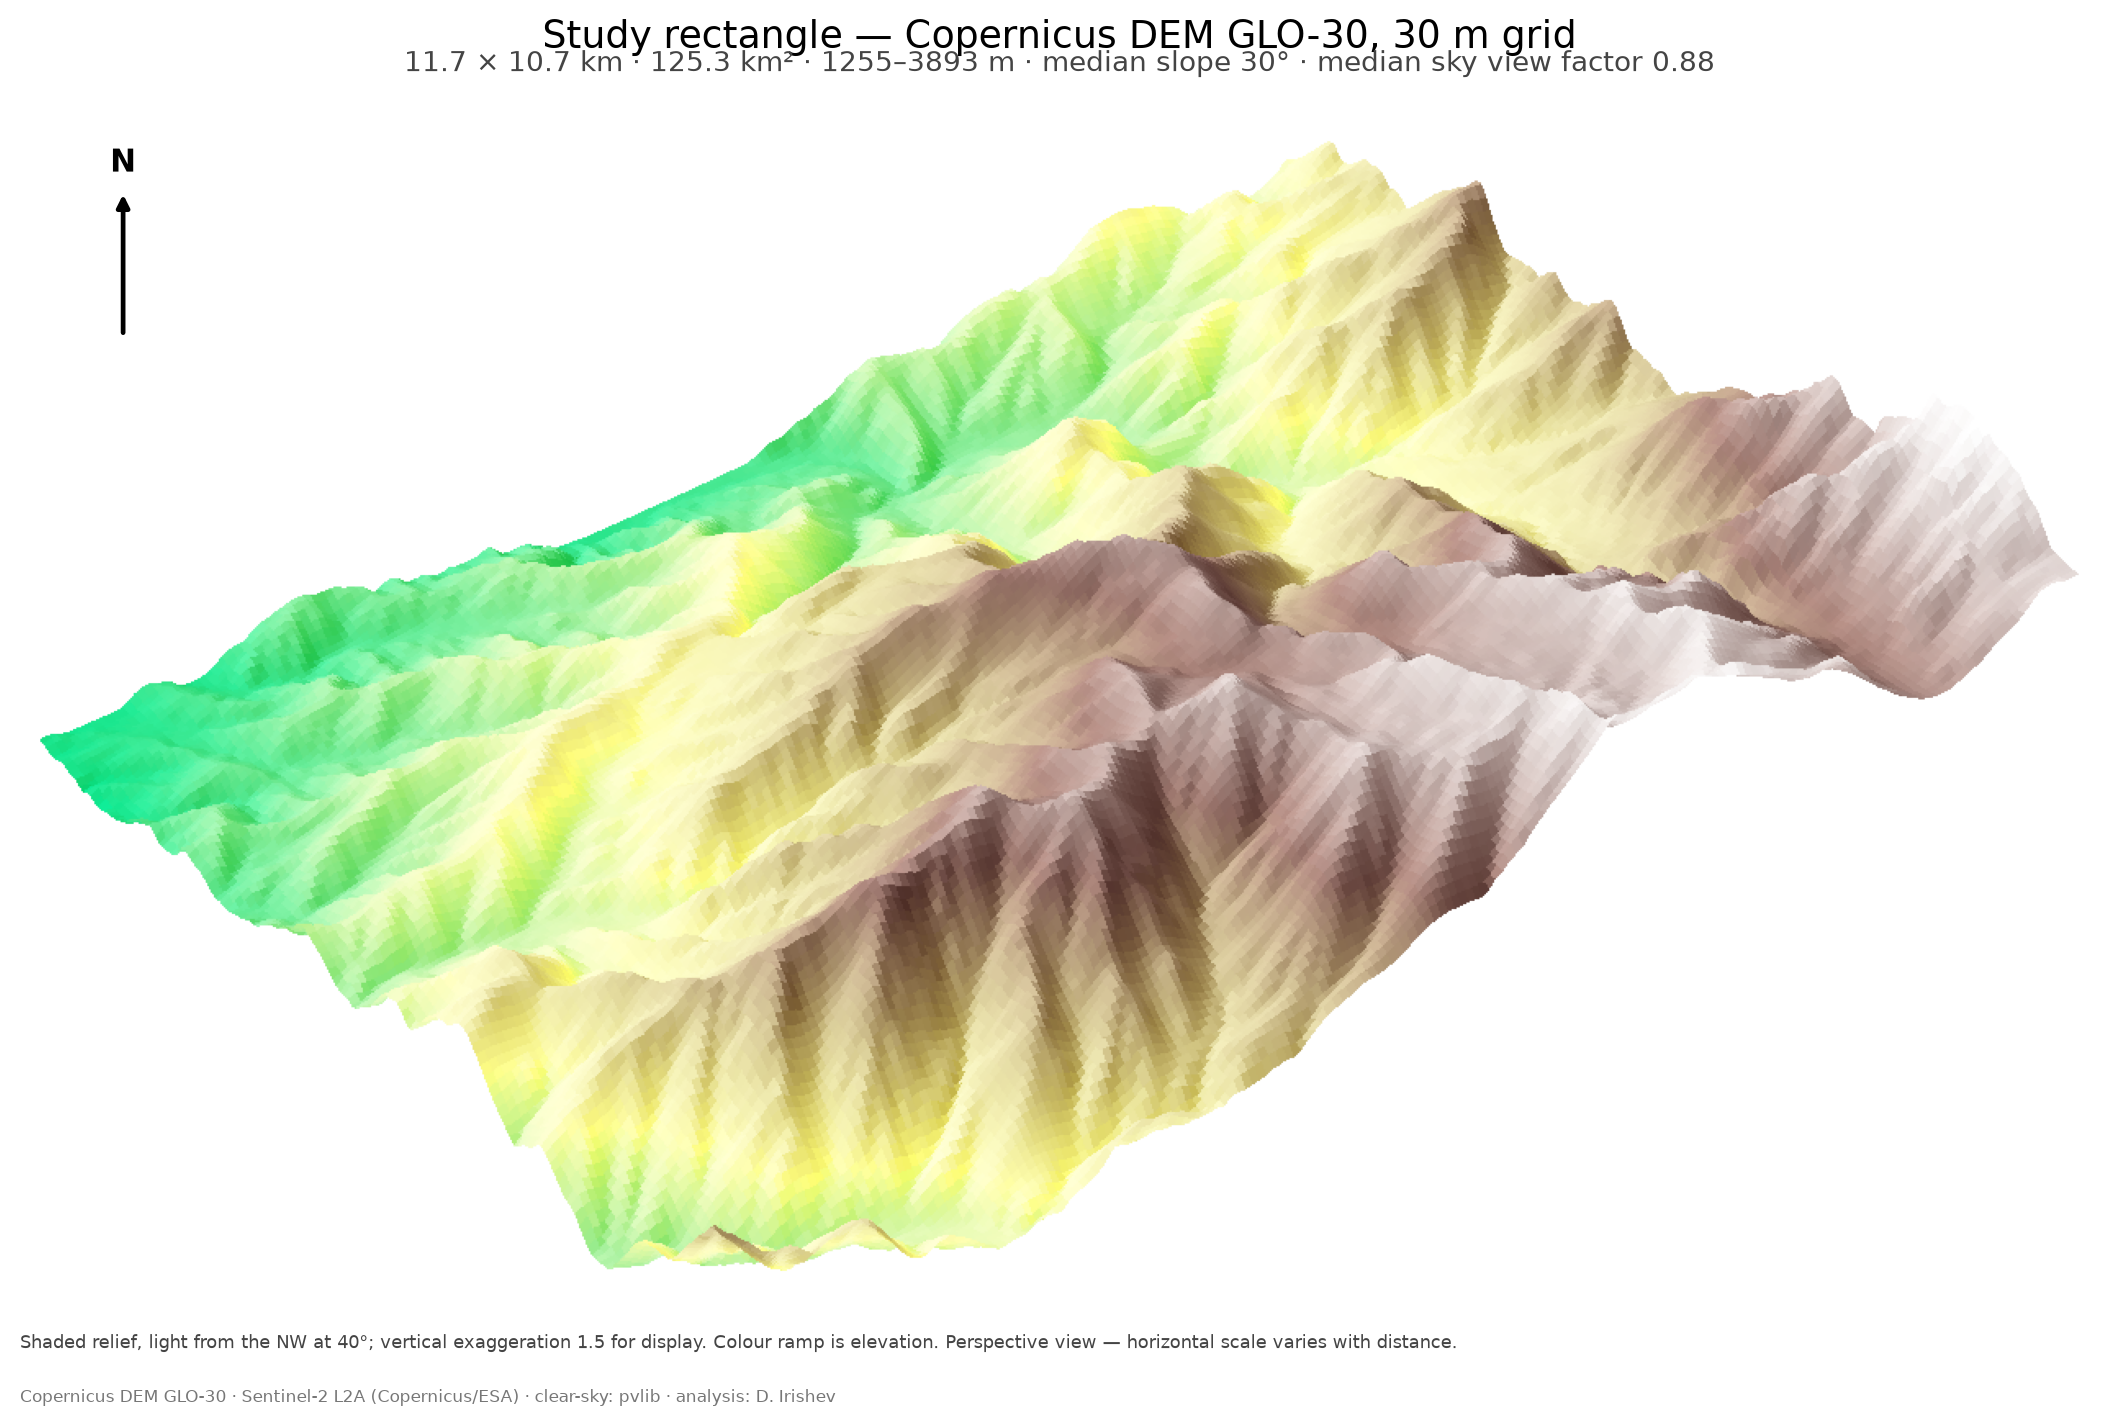 Study rectangle — Copernicus DEM GLO-30, 30 m grid
11.7 × 10.7 km · 125.3 km² · 1255–3893 m · median slope 30° · median sky view factor 0.88
N
Shaded relief, light from the NW at 40°; vertical exaggeration 1.5 for display. Colour ramp is elevation. Perspective view — horizontal scale varies with distance.
Copernicus DEM GLO-30 · Sentinel-2 L2A (Copernicus/ESA) · clear-sky: pvlib · analysis: D. Irishev